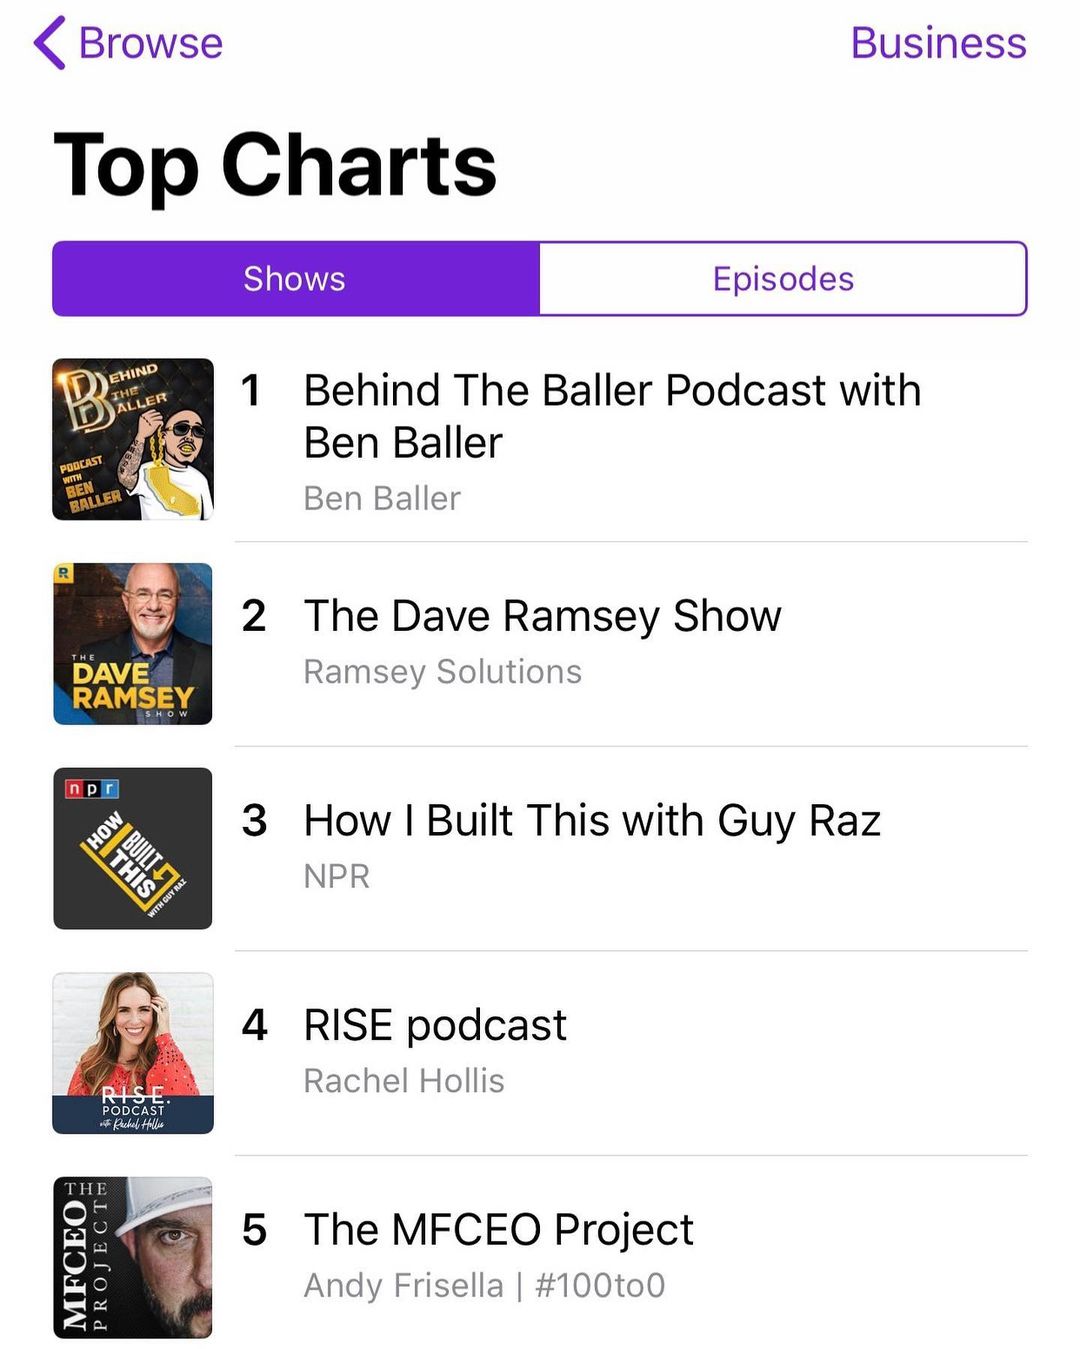 Browse
Business
Top Charts
Shows
Episodes
BEHIND
THE
BALLER
PODCAST
WITH
BEN
BALLER
1
Behind The Baller Podcast with
Ben Baller
Ben Baller
R
THE
DAVE
RAMSEY
SHOW
2
The Dave Ramsey Show
Ramsey Solutions
npr
HOW
I BUILT
THIS
WITH GUY RAZ
3
How I Built This with Guy Raz
NPR
RISE.
PODCAST
with Rachel Hollis
4
RISE podcast
Rachel Hollis
THE
MFCEO
PROJECT
5
The MFCEO Project
Andy Frisella | #100to0